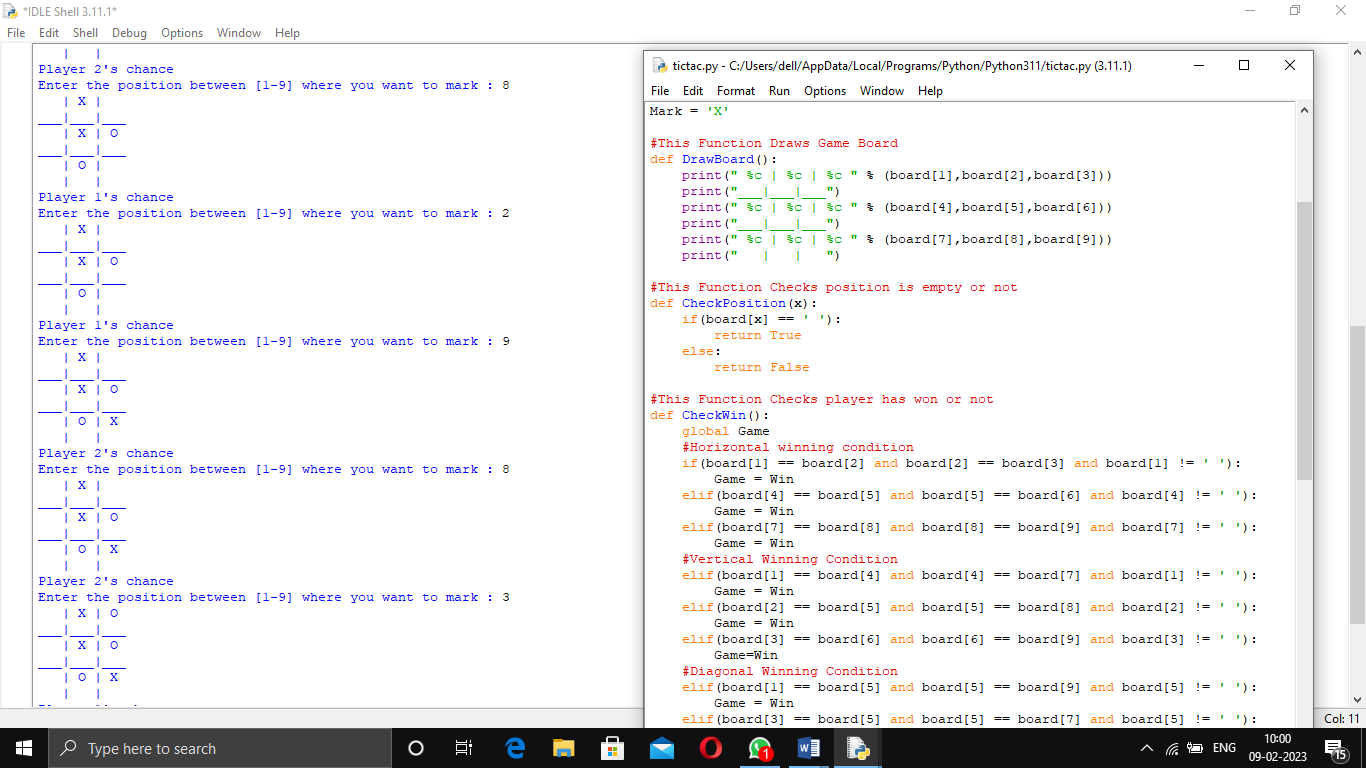 *IDLE Shell 3.11.1*
File Edit Shell Debug Options Window Help
| |
Player 2's chance
Enter the position between [1-9] where you want to mark : 8
| X |
___|___|___
| X | O
___|___|___
| O |
| |
Player 1's chance
Enter the position between [1-9] where you want to mark : 2
| X |
___|___|___
| X | O
___|___|___
| O |
| |
Player 1's chance
Enter the position between [1-9] where you want to mark : 9
| X |
___|___|___
| X | O
___|___|___
| O | X
| |
Player 2's chance
Enter the position between [1-9] where you want to mark : 8
| X |
___|___|___
| X | O
___|___|___
| O | X
| |
Player 2's chance
Enter the position between [1-9] where you want to mark : 3
| X | O
___|___|___
| X | O
___|___|___
| O | X
| |
tictac.py - C:/Users/dell/AppData/Local/Programs/Python/Python311/tictac.py (3.11.1)
File Edit Format Run Options Window Help
Mark = 'X'
#This Function Draws Game Board
def DrawBoard():
    print(" %c | %c | %c " % (board[1],board[2],board[3]))
    print("___|___|___")
    print(" %c | %c | %c " % (board[4],board[5],board[6]))
    print("___|___|___")
    print(" %c | %c | %c " % (board[7],board[8],board[9]))
    print("   |   |   ")
#This Function Checks position is empty or not
def CheckPosition(x):
    if(board[x] == ' '):
        return True
    else:
        return False
#This Function Checks player has won or not
def CheckWin():
    global Game
    #Horizontal winning condition
    if(board[1] == board[2] and board[2] == board[3] and board[1] != ' '):
        Game = Win
    elif(board[4] == board[5] and board[5] == board[6] and board[4] != ' '):
        Game = Win
    elif(board[7] == board[8] and board[8] == board[9] and board[7] != ' '):
        Game = Win
    #Vertical Winning Condition
    elif(board[1] == board[4] and board[4] == board[7] and board[1] != ' '):
        Game = Win
    elif(board[2] == board[5] and board[5] == board[8] and board[2] != ' '):
        Game = Win
    elif(board[3] == board[6] and board[6] == board[9] and board[3] != ' '):
        Game=Win
    #Diagonal Winning Condition
    elif(board[1] == board[5] and board[5] == board[9] and board[5] != ' '):
        Game = Win
    elif(board[3] == board[5] and board[5] == board[7] and board[5] != ' '):
Col: 11
Type here to search
1
ENG
10:00
09-02-2023
15